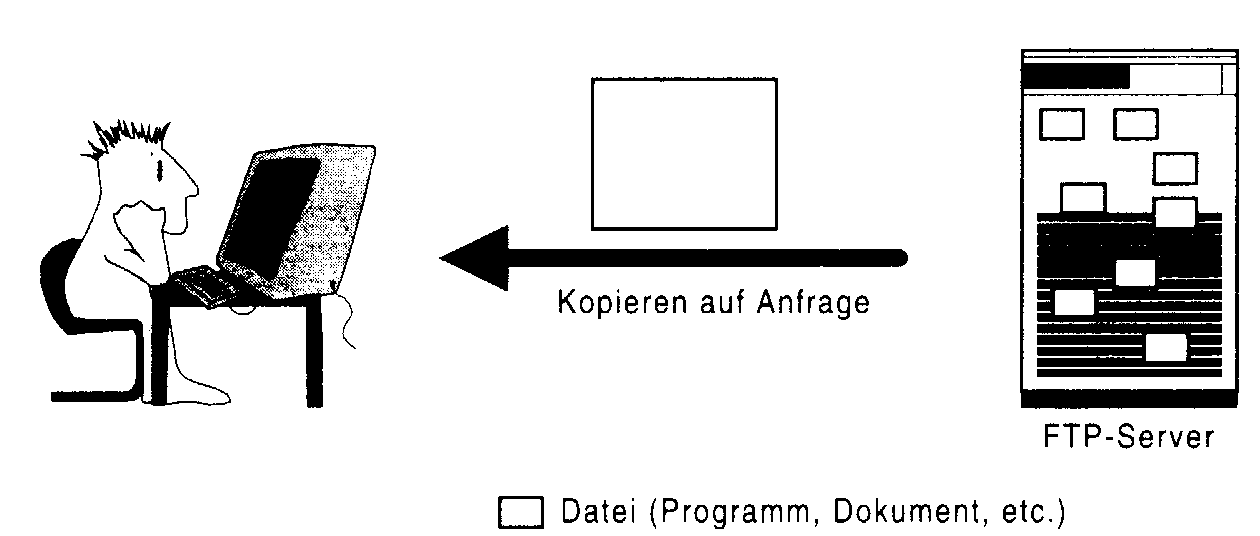 Kopieren auf Anfrage
FTP-Server
Datei (Programm, Dokument, etc.)